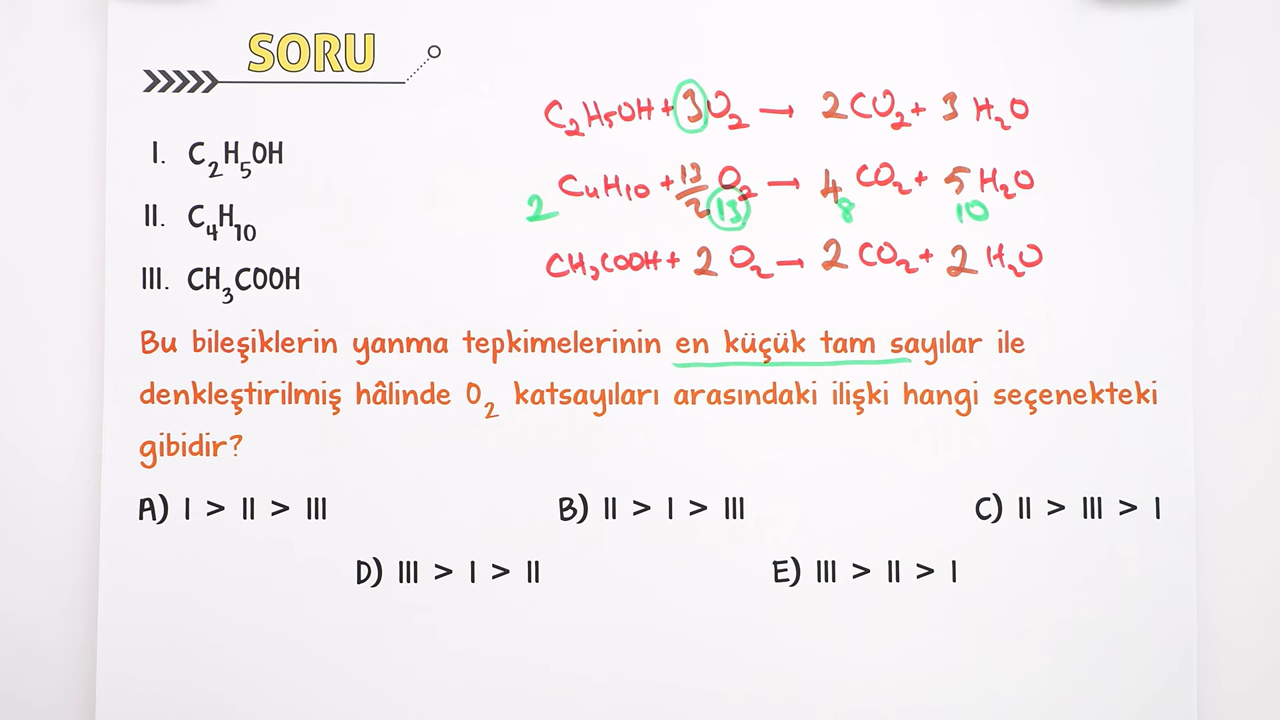 SORU
I. C₂H₅OH
II. C₄H₁₀
III. CH₃COOH
C₂H₅OH + 3O₂ → 2CO₂ + 3 H₂O
C₄H₁₀ + 13/2 O₂ → 4 CO₂ + 5 H₂O
2 13 8 10
CH₃COOH + 2 O₂ → 2 CO₂ + 2 H₂O
Bu bileşiklerin yanma tepkimelerinin en küçük tam sayılar ile
denkleştirilmiş hâlinde O₂ katsayıları arasındaki ilişki hangi seçenekteki
gibidir?
A) I > II > III
B) II > I > III
C) II > III > I
D) III > I > II
E) III > II > I